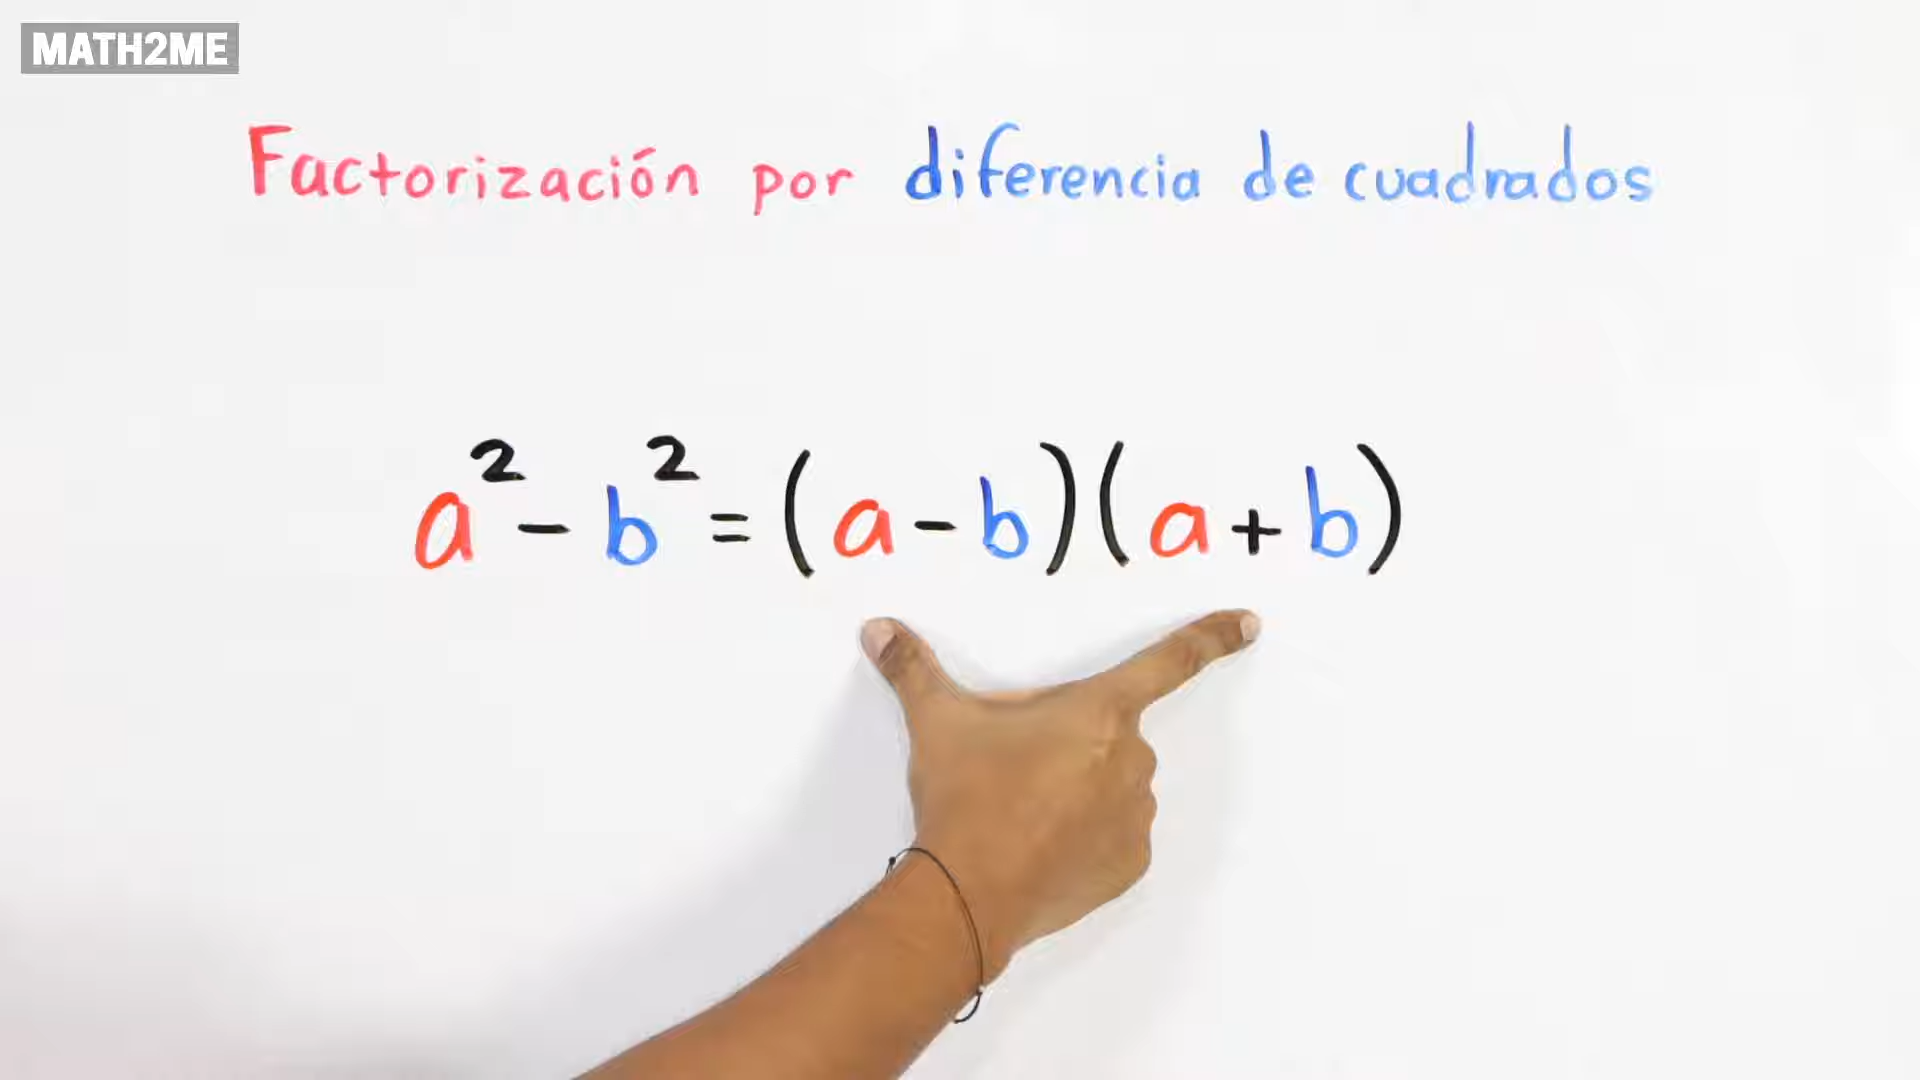 MATH2ME
Factorización por diferencia de cuadrados
a² - b² = (a - b)(a + b)